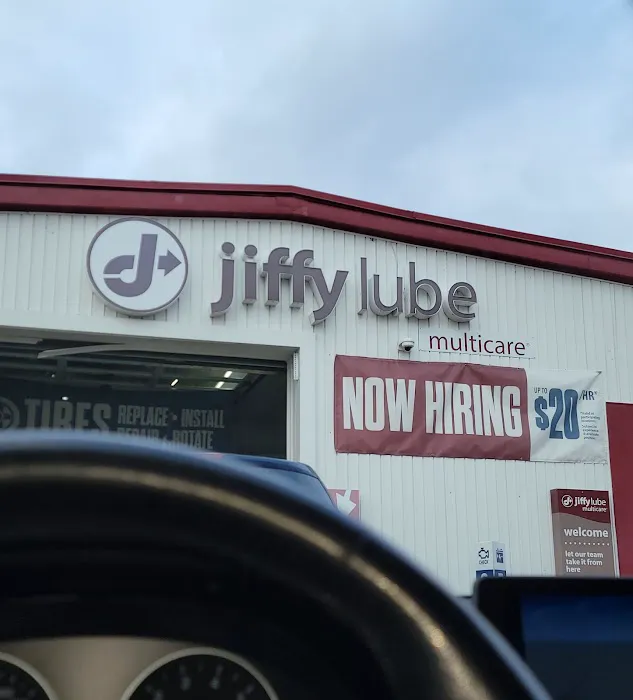 jiffy lube
multicare
NOW HIRING
UP TO
$20
/HR*
TIRES
REPLACE • INSTALL
REPAIR • ROTATE
jiffy lube
multicare
welcome
let our team
take it from
here
CHECK